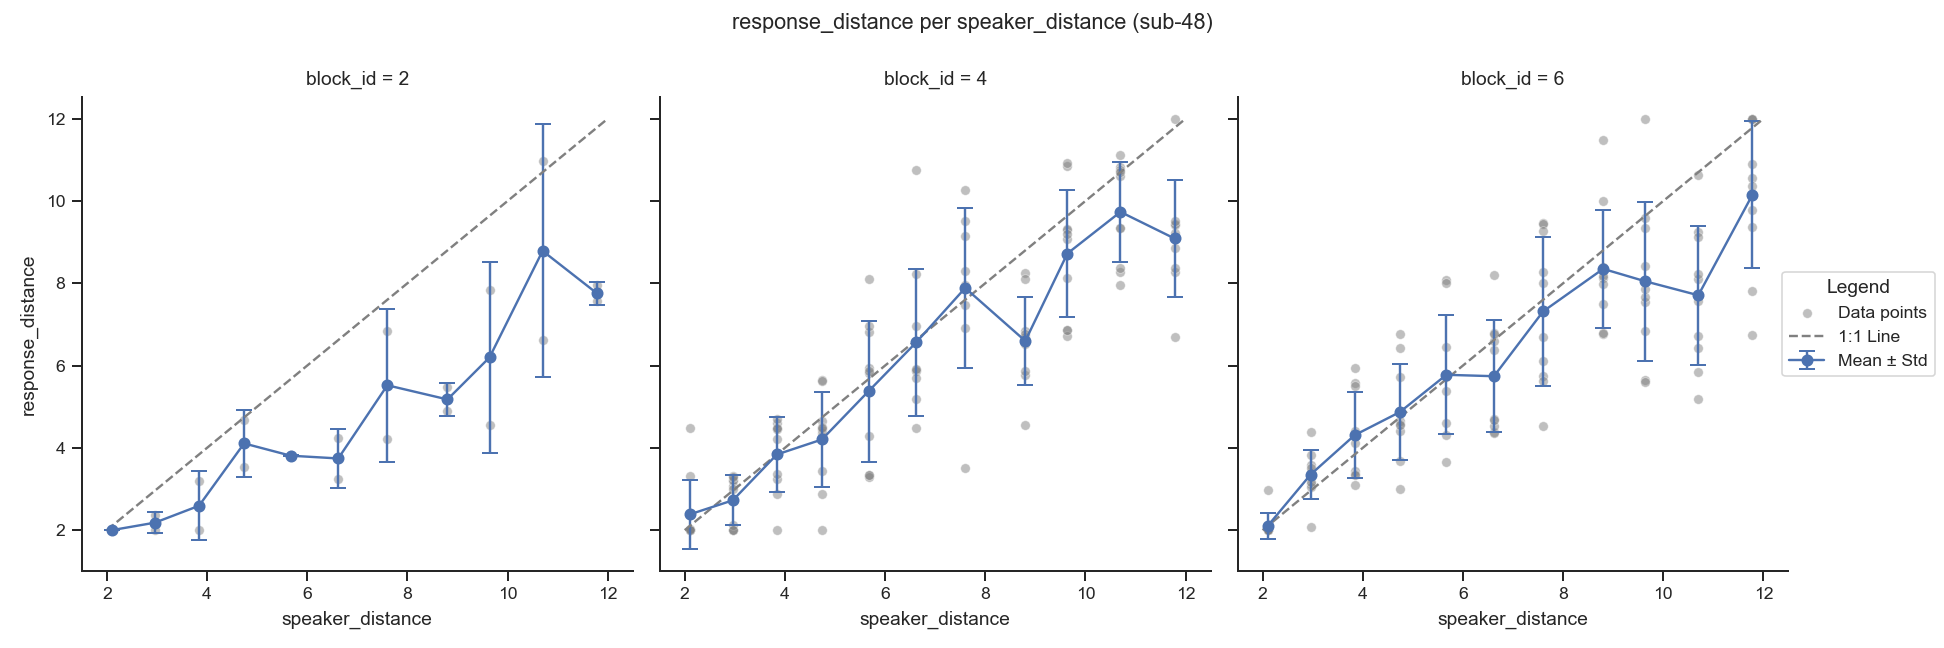 response_distance per speaker_distance (sub-48)
block_id = 2
block_id = 4
block_id = 6
response_distance
12
10
8
6
4
2
2 4 6 8 10 12
2 4 6 8 10 12
2 4 6 8 10 12
speaker_distance
speaker_distance
speaker_distance
Legend
Data points
1:1 Line
Mean ± Std